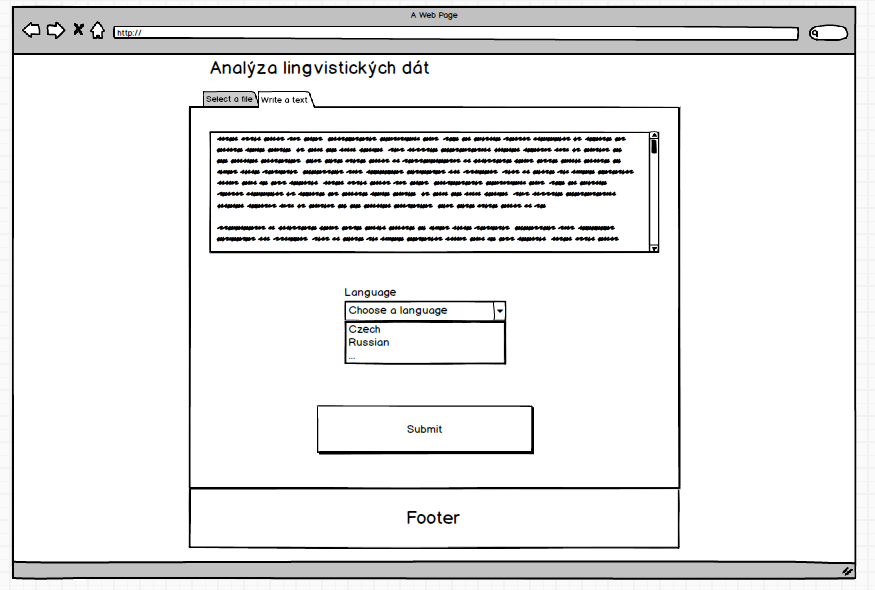 A Web Page
http://
Analýza lingvistických dát
Select a file
Write a text
Language
Choose a language
Czech
Russian
...
Submit
Footer